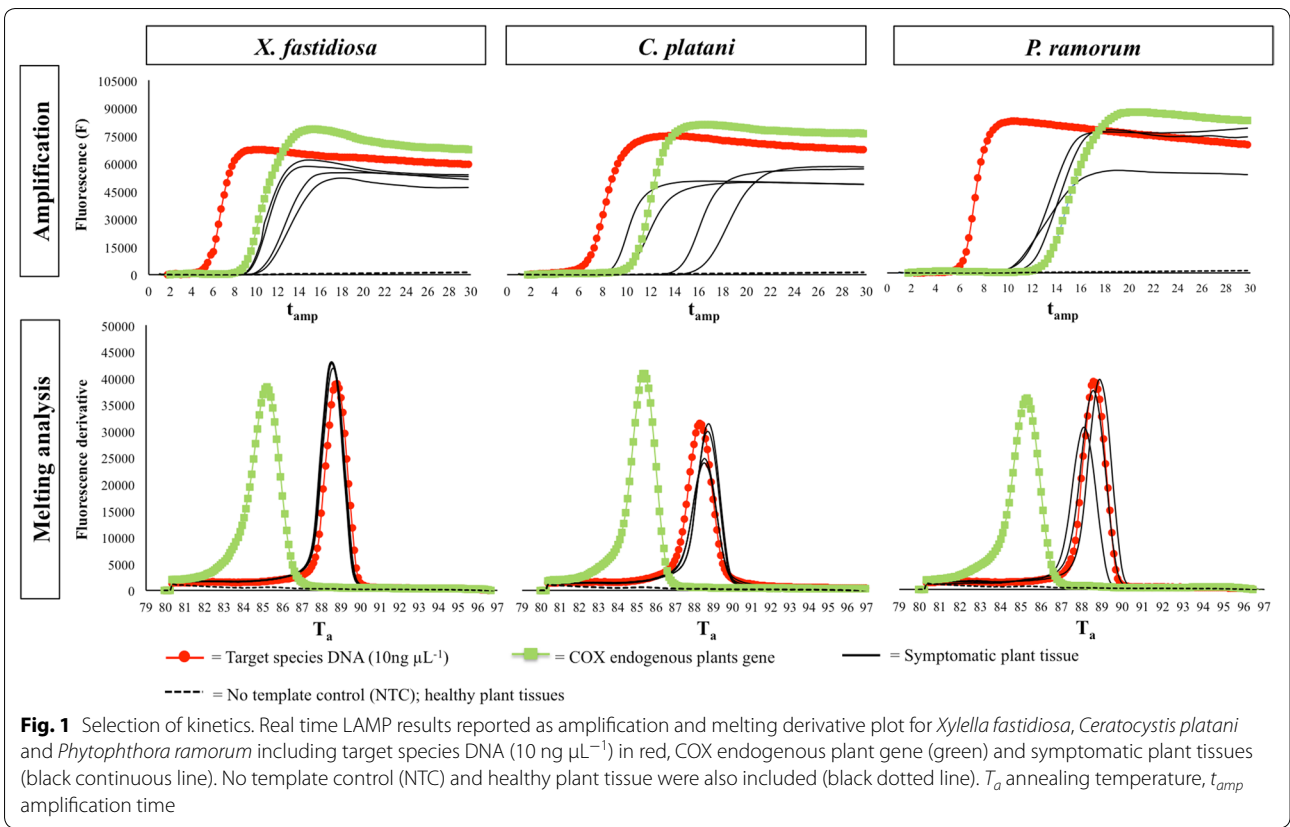 X. fastidiosa
C. platani
P. ramorum
Amplification
Fluorescence (F)
105000
90000
75000
60000
45000
30000
15000
0
0 2 4 6 8 10 12 14 16 18 20 22 24 26 28 30
0 2 4 6 8 10 12 14 16 18 20 22 24 26 28 30
0 2 4 6 8 10 12 14 16 18 20 22 24 26 28 30
tamp
tamp
tamp
Melting analysis
Fluorescence derivative
50000
45000
40000
35000
30000
25000
20000
15000
10000
5000
0
79 80 81 82 83 84 85 86 87 88 89 90 91 92 93 94 95 96 97
79 80 81 82 83 84 85 86 87 88 89 90 91 92 93 94 95 96 97
79 80 81 82 83 84 85 86 87 88 89 90 91 92 93 94 95 96 97
Ta
Ta
Ta
= Target species DNA (10ng µL-1)
= COX endogenous plants gene
= Symptomatic plant tissue
= No template control (NTC); healthy plant tissues
Fig. 1 Selection of kinetics. Real time LAMP results reported as amplification and melting derivative plot for Xylella fastidiosa, Ceratocystis platani
and Phytophthora ramorum including target species DNA (10 ng µL−1) in red, COX endogenous plant gene (green) and symptomatic plant tissues
(black continuous line). No template control (NTC) and healthy plant tissue were also included (black dotted line). Ta annealing temperature, tamp
amplification time